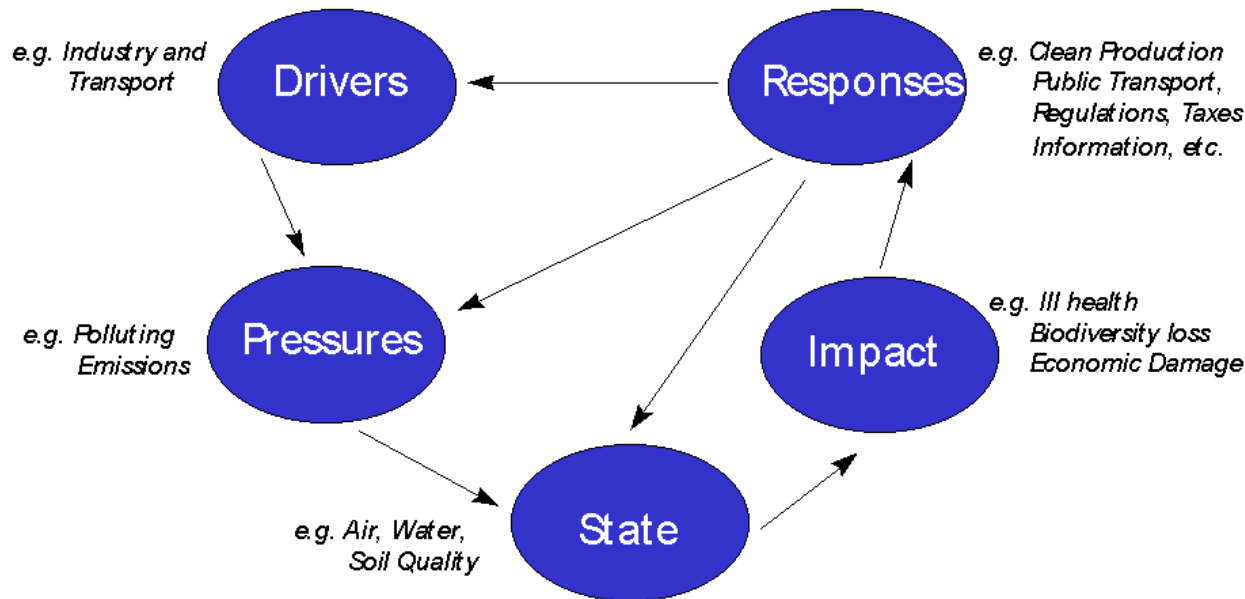 e.g. Industry and
Transport
Drivers
Responses
e.g. Clean Production
Public Transport,
Regulations, Taxes
Information, etc.
e.g. Polluting
Emissions
Pressures
Impact
e.g. Ill health
Biodiversity loss
Economic Damage
e.g. Air, Water,
Soil Quality
State